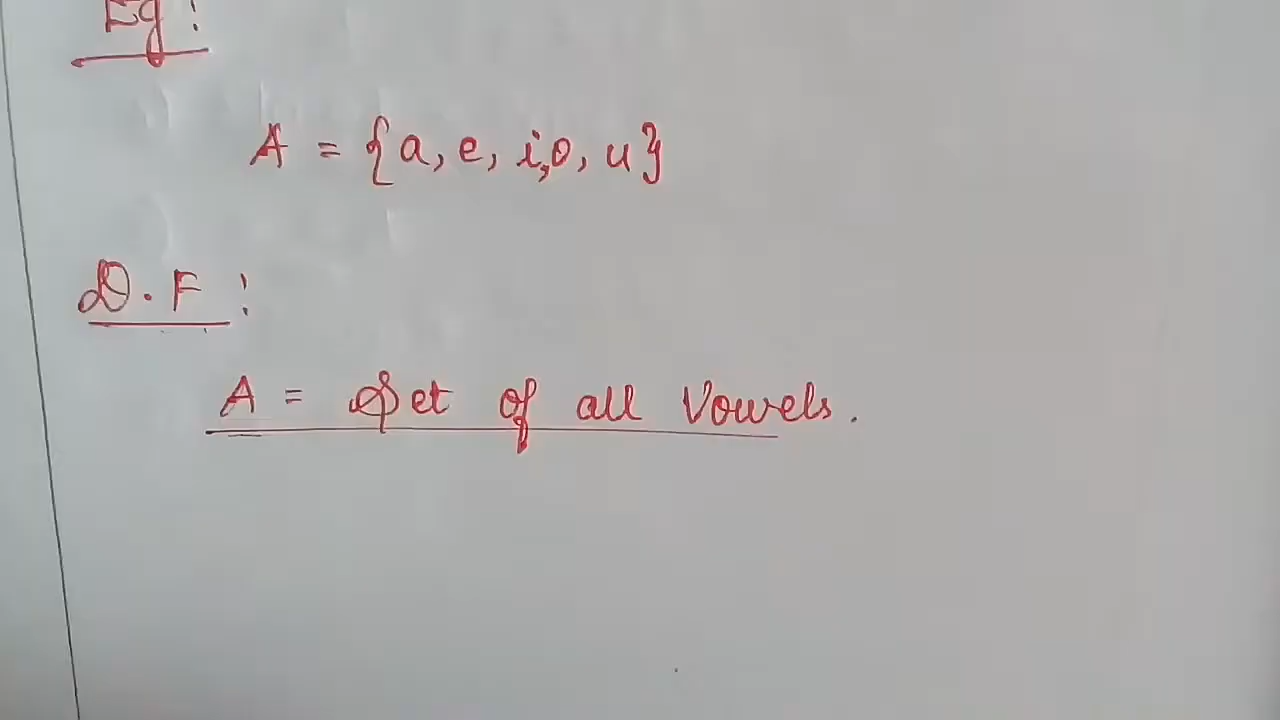 Eg :
A = {a, e, i, o, u}
D.F :
A = Set of all Vowels.